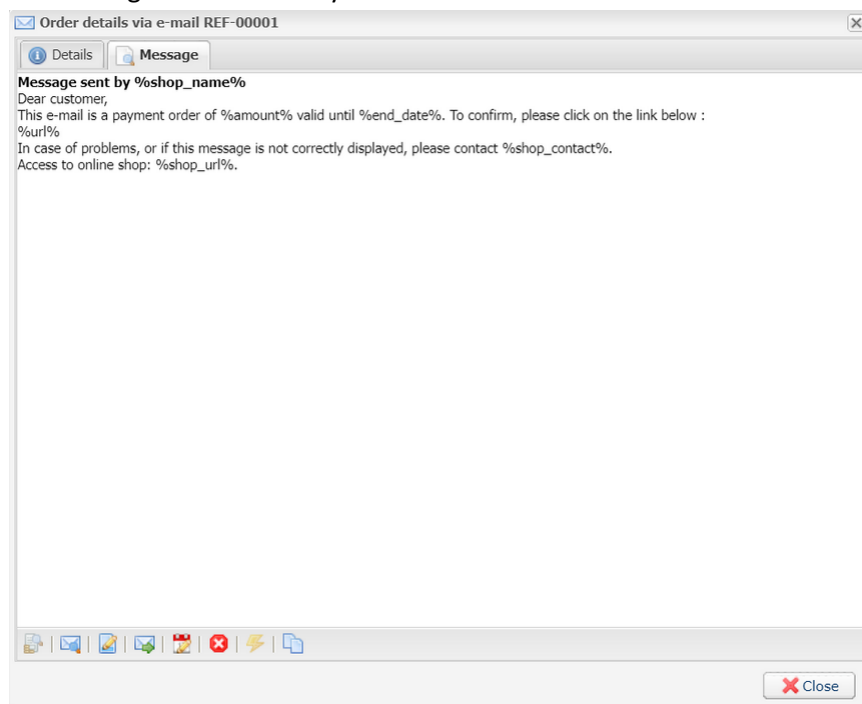 Order details via e-mail REF-00001
Details
Message
Message sent by %shop_name%
Dear customer,
This e-mail is a payment order of %amount% valid until %end_date%. To confirm, please click on the link below :
%url%
In case of problems, or if this message is not correctly displayed, please contact %shop_contact%.
Access to online shop: %shop_url%.
Close